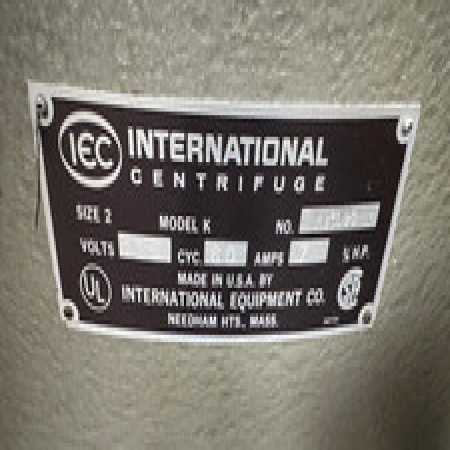 IEC INTERNATIONAL
CENTRIFUGE
SIZE 2 MODEL K NO.
VOLTS CYC. AMPS H.P.
MADE IN U.S.A. BY
UL INTERNATIONAL EQUIPMENT CO.
NEEDHAM HTS., MASS.